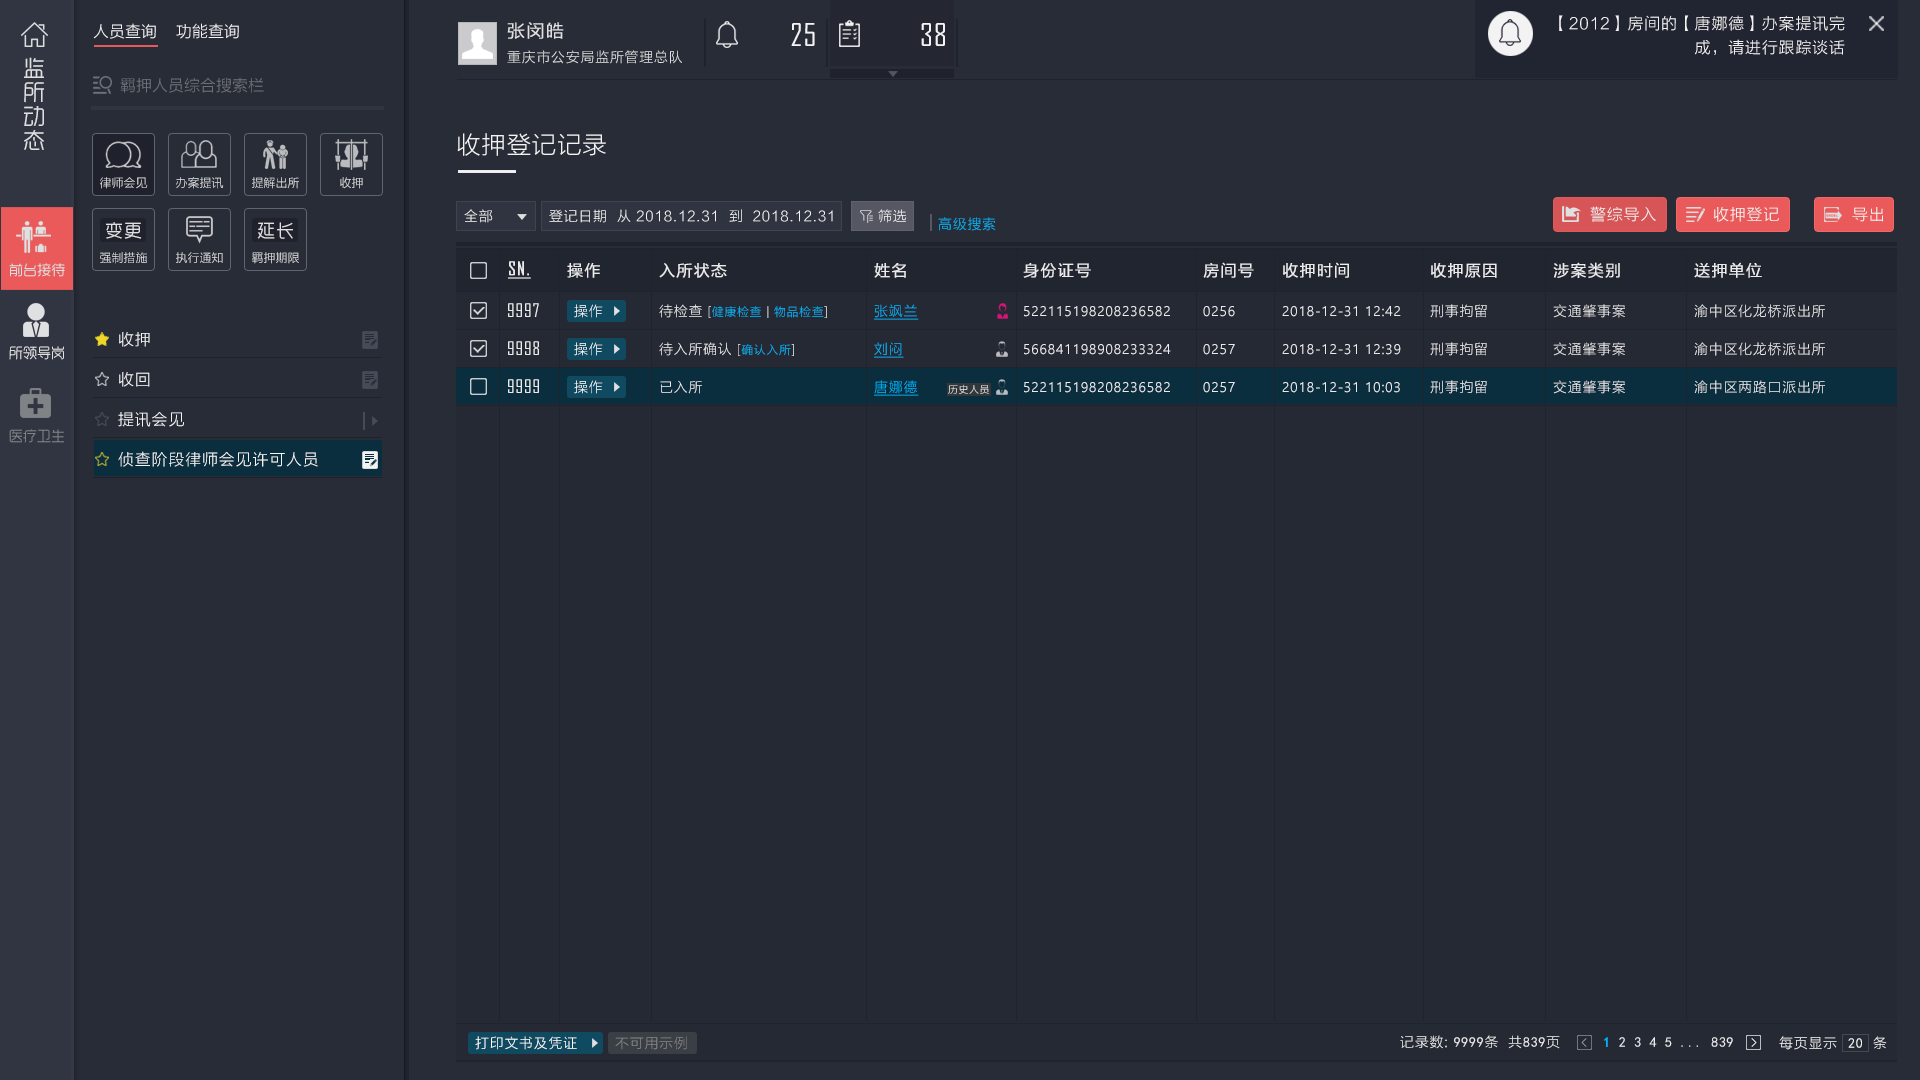 监所动态
前台接待
所领导岗
医疗卫生
人员查询 功能查询
羁押人员综合搜索栏
律师会见 办案提讯 提解出所 收押
变更 延长
强制措施 执行通知 羁押期限
收押
收回
提讯会见
侦查阶段律师会见许可人员
张闵皓
重庆市公安局监所管理总队
25 38
【2012】房间的【唐娜德】办案提讯完
成，请进行跟踪谈话
收押登记记录
全部 登记日期 从 2018.12.31 到 2018.12.31 筛选 高级搜索
警综导入 收押登记 导出
SN. 操作 入所状态 姓名 身份证号 房间号 收押时间 收押原因 涉案类别 送押单位
9997 操作 待检查 [健康检查 | 物品检查] 张飒兰 522115198208236582 0256 2018-12-31 12:42 刑事拘留 交通肇事案 渝中区化龙桥派出所
9998 操作 待入所确认 [确认入所] 刘闷 566841198908233324 0257 2018-12-31 12:39 刑事拘留 交通肇事案 渝中区化龙桥派出所
9999 操作 已入所 唐娜德 历史人员 522115198208236582 0257 2018-12-31 10:03 刑事拘留 交通肇事案 渝中区两路口派出所
打印文书及凭证 不可用示例
记录数: 9999条 共839页 1 2 3 4 5 ... 839 每页显示 20 条